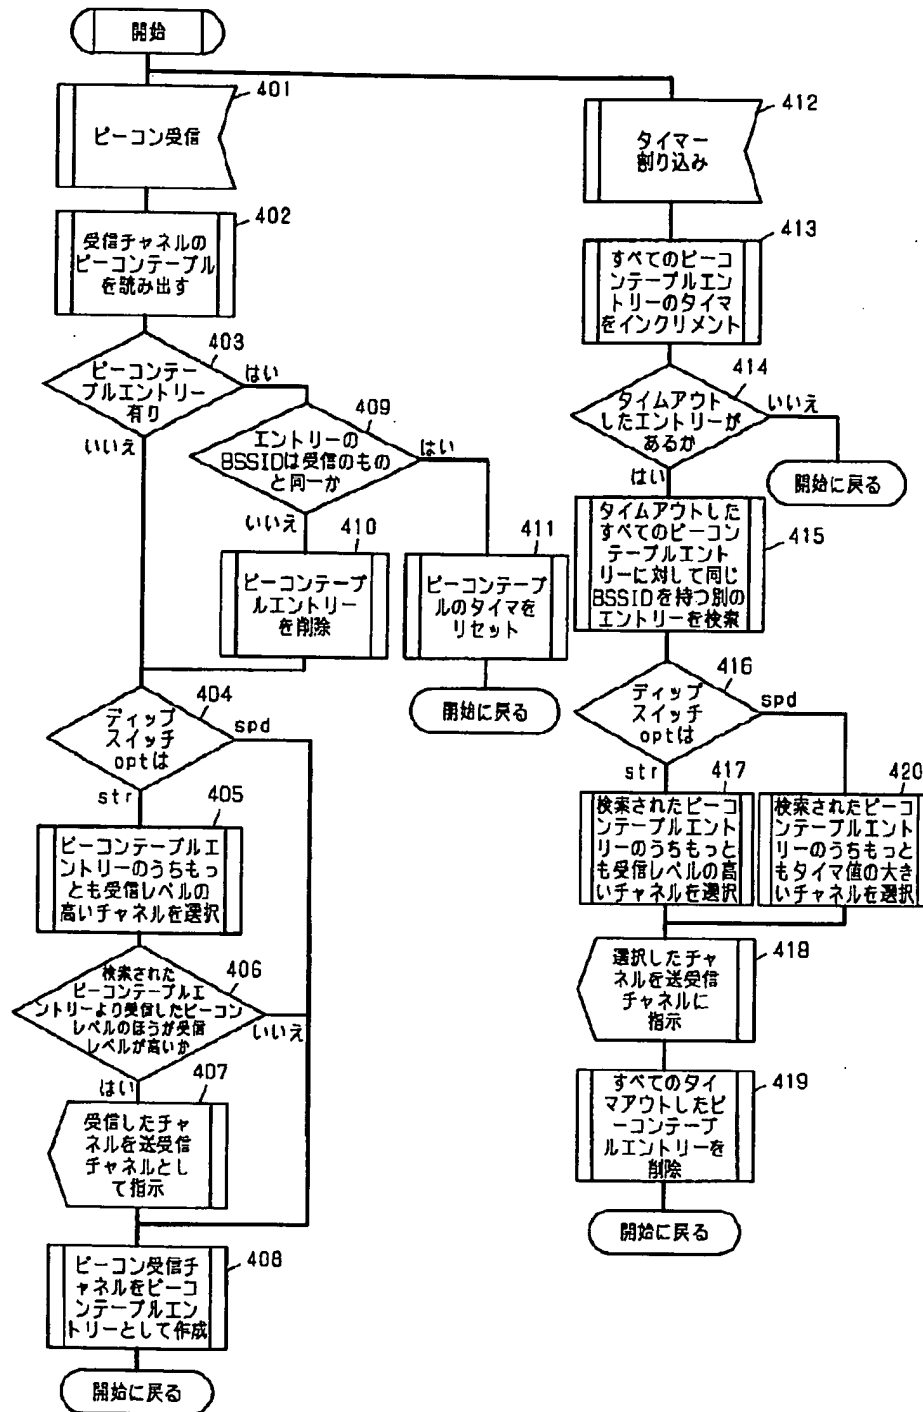 開始
401
ビーコン受信
402
受信チャネルの
ビーコンテーブル
を読み出す
403
ビーコンテー
ブルエントリー
有り
はい
いいえ
409
エントリーの
BSSIDは受信のもの
と同一か
はい
いいえ
410
ビーコンテーブ
ルエントリー
を削除
411
ビーコンテーブ
ルのタイマを
リセット
開始に戻る
404
ディップ
スイッチ
optは
spd
str
405
ビーコンテーブルエ
ントリーのうちもっ
とも受信レベルの
高いチャネルを選択
406
検索された
ビーコンテーブルエ
ントリーより受信したビーコン
レベルのほうが受信
レベルが高いか
いいえ
はい
407
受信したチャ
ネルを送受信
チャネルとし
て指示
408
ビーコン受信チ
ャネルをビーコ
ンテーブルエン
トリーとして作成
開始に戻る
412
タイマー
割り込み
413
すべてのビーコ
ンテーブルエント
リーのタイマ
をインクリメント
414
タイムアウト
したエントリーが
あるか
いいえ
はい
開始に戻る
415
タイムアウトした
すべてのビーコン
テーブルエント
リーに対して同じ
BSSIDを持つ別の
エントリーを検索
416
ディップ
スイッチ
optは
spd
str
417
検索されたビーコ
ンテーブルエント
リーのうちもっと
も受信レベルの高
いチャネルを選択
420
検索されたビーコ
ンテーブルエント
リーのうちもっと
もタイマ値の大き
いチャネルを選択
418
選択したチャ
ネルを送受信
チャネルに
指示
419
すべてのタイ
マアウトしたビ
ーコンテーブ
ルエントリーを
削除
開始に戻る